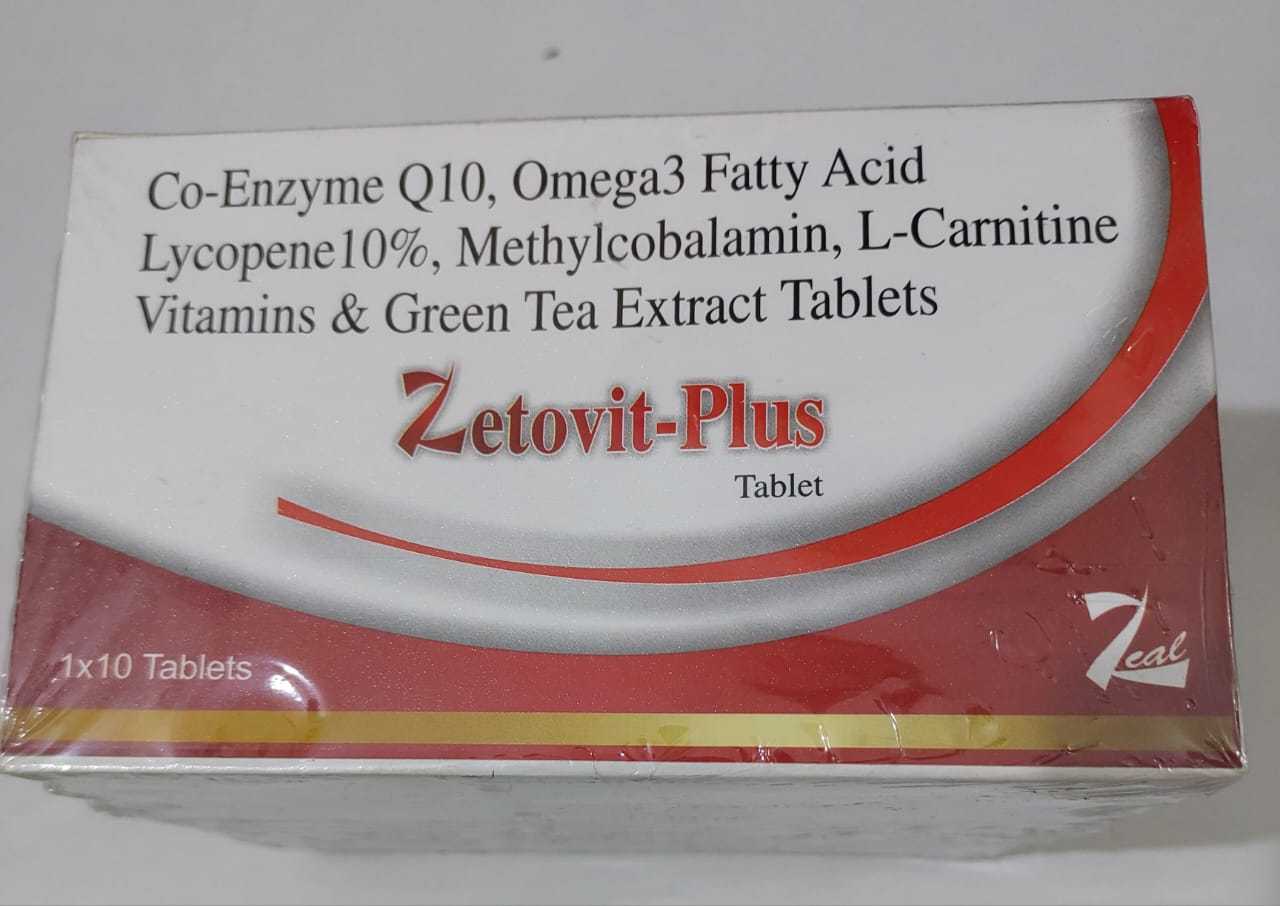 Co-Enzyme Q10, Omega3 Fatty Acid
Lycopene10%, Methylcobalamin, L-Carnitine
Vitamins & Green Tea Extract Tablets
Zetovit-Plus
Tablet
1x10 Tablets
Zeal